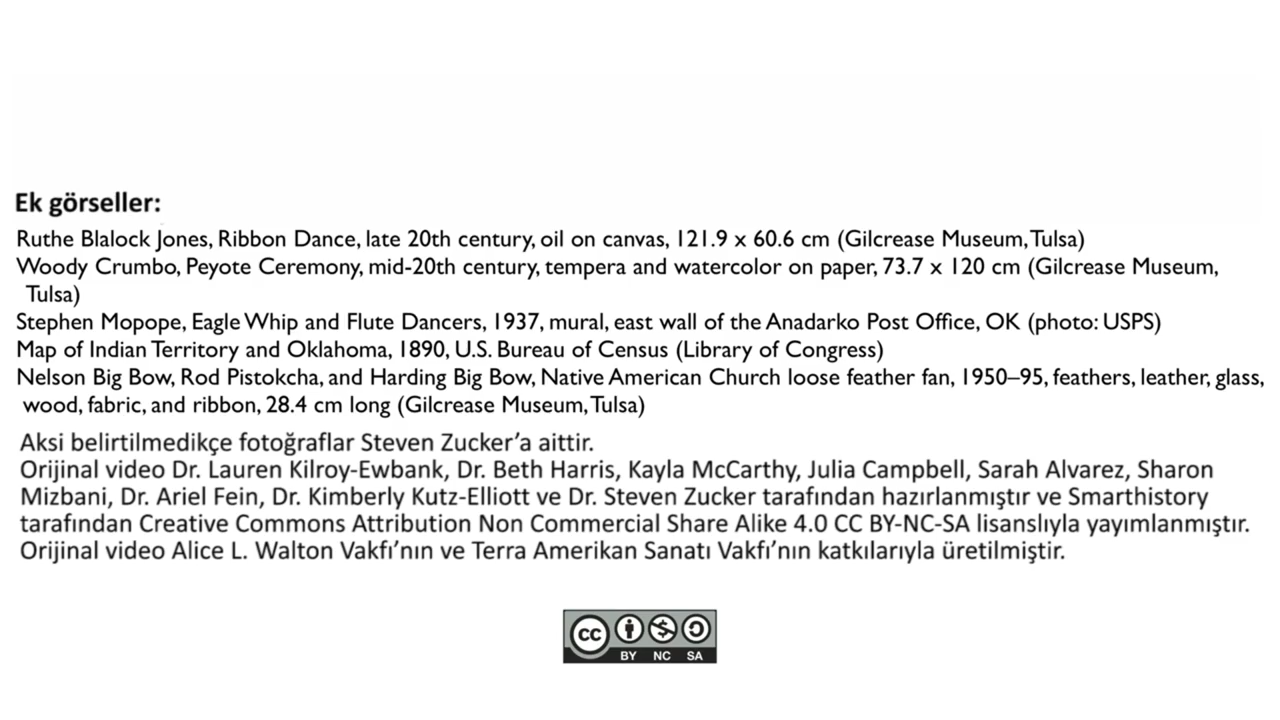 Ek görseller:
Ruthe Blalock Jones, Ribbon Dance, late 20th century, oil on canvas, 121.9 x 60.6 cm (Gilcrease Museum, Tulsa)
Woody Crumbo, Peyote Ceremony, mid-20th century, tempera and watercolor on paper, 73.7 x 120 cm (Gilcrease Museum,
Tulsa)
Stephen Mopope, Eagle Whip and Flute Dancers, 1937, mural, east wall of the Anadarko Post Office, OK (photo: USPS)
Map of Indian Territory and Oklahoma, 1890, U.S. Bureau of Census (Library of Congress)
Nelson Big Bow, Rod Pistokcha, and Harding Big Bow, Native American Church loose feather fan, 1950–95, feathers, leather, glass,
wood, fabric, and ribbon, 28.4 cm long (Gilcrease Museum, Tulsa)
Aksi belirtilmedikçe fotoğraflar Steven Zucker’a aittir.
Orijinal video Dr. Lauren Kilroy-Ewbank, Dr. Beth Harris, Kayla McCarthy, Julia Campbell, Sarah Alvarez, Sharon
Mizbani, Dr. Ariel Fein, Dr. Kimberly Kutz-Elliott ve Dr. Steven Zucker tarafından hazırlanmıştır ve Smarthistory
tarafından Creative Commons Attribution Non Commercial Share Alike 4.0 CC BY-NC-SA lisanslıyla yayımlanmıştır.
Orijinal video Alice L. Walton Vakfı’nın ve Terra Amerikan Sanatı Vakfı’nın katkılarıyla üretilmiştir.
cc
BY NC SA